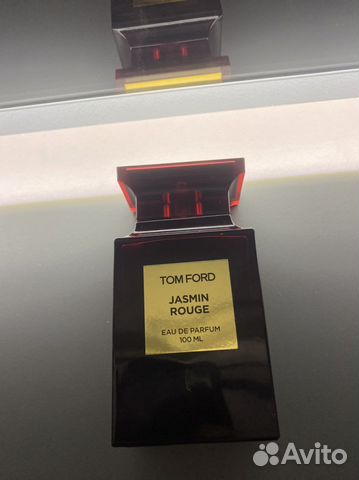 TOM FORD
JASMIN
ROUGE
EAU DE PARFUM
100 ML
Avito